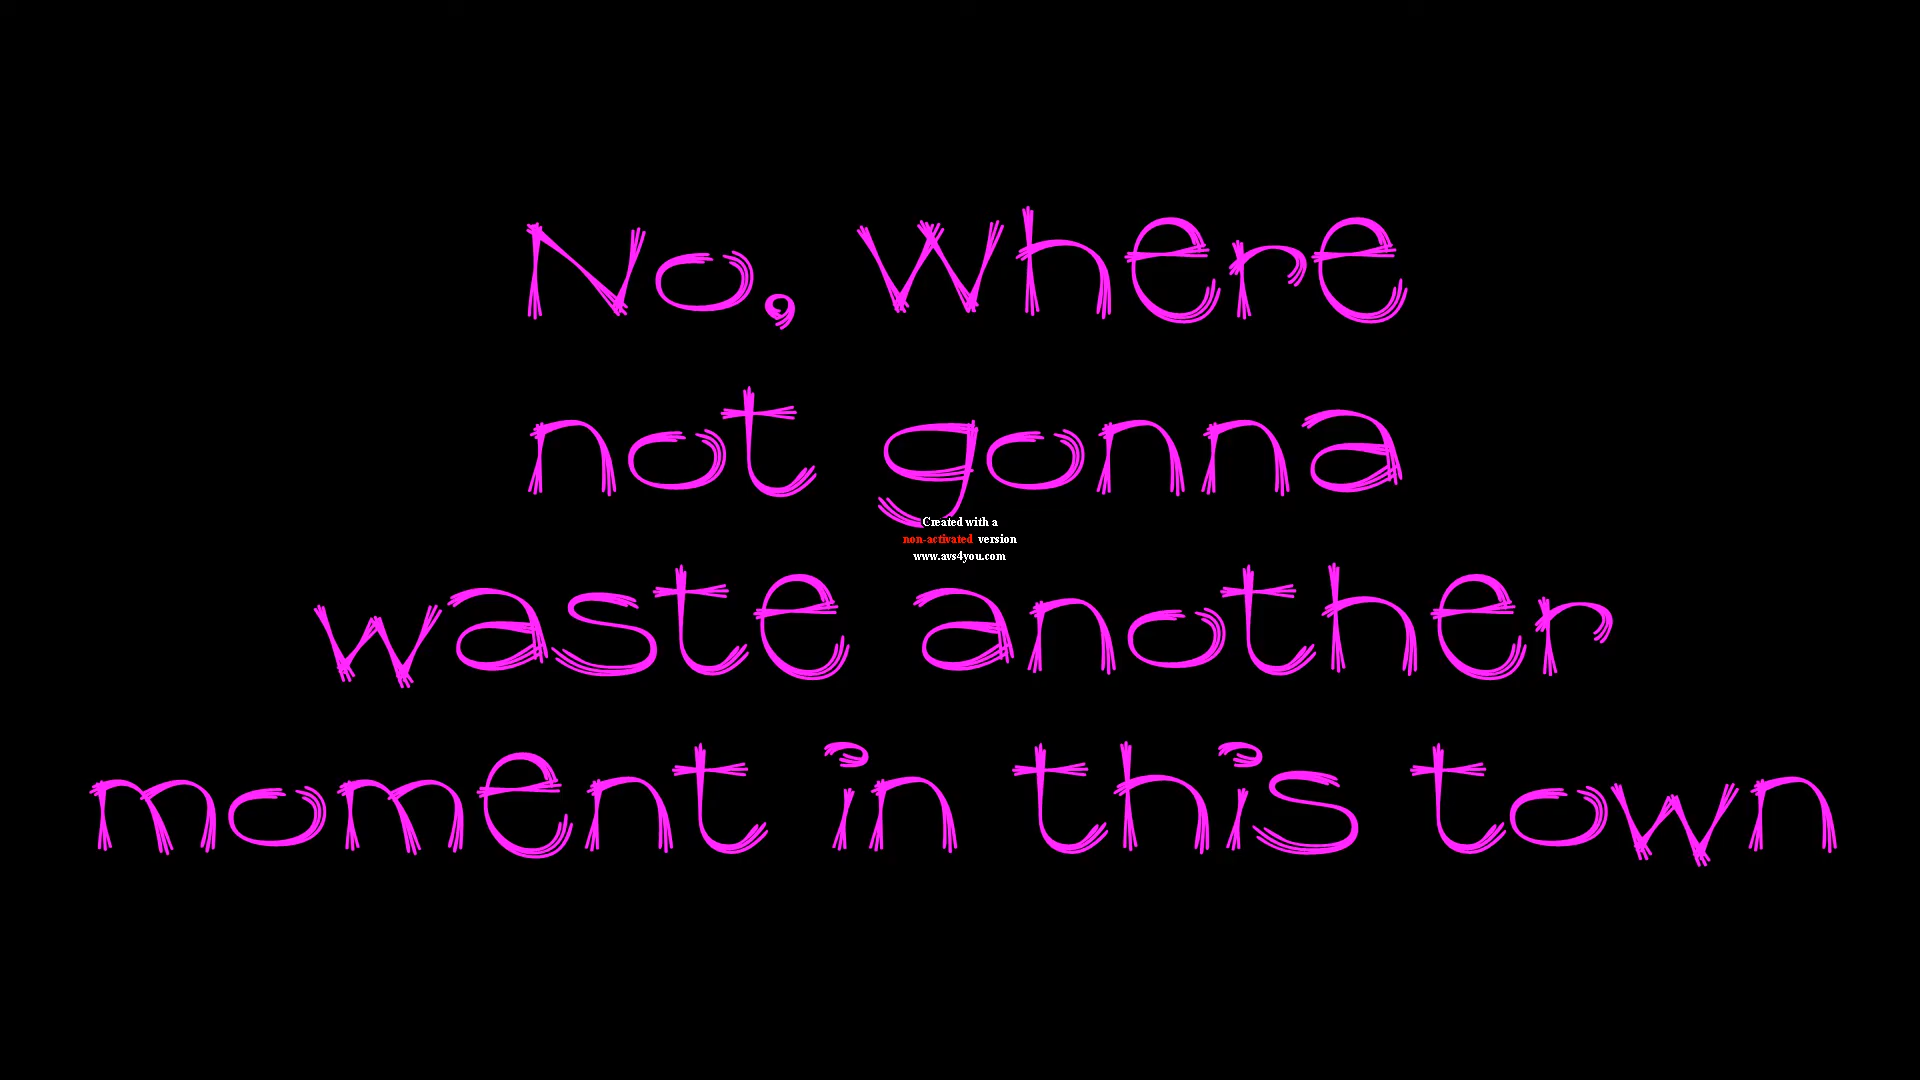 No, Where
not gonna
Created with a
non-activated version
www.avs4you.com
waste another
moment in this town